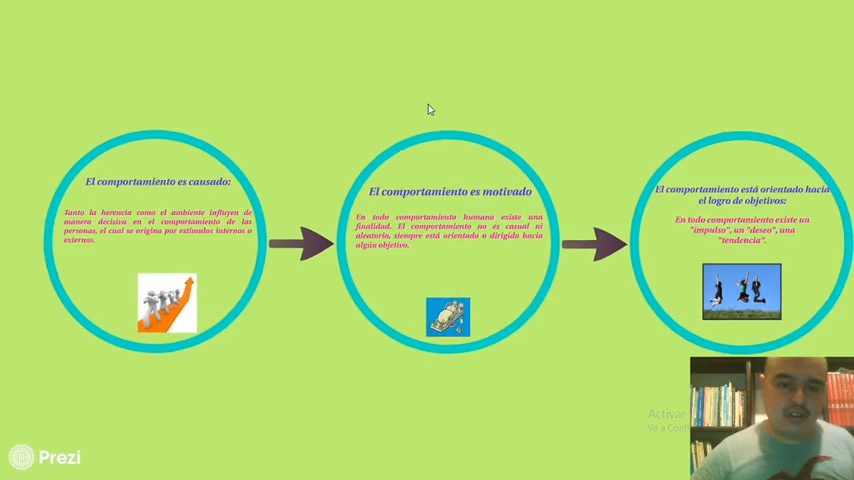 El comportamiento es causado:
Tanto la herencia como el ambiente influyen de
manera decisiva en el comportamiento de las
personas, el cual se origina por estímulos internos o
externos.
El comportamiento es motivado
En todo comportamiento humano existe una
finalidad. El comportamiento no es casual ni
aleatorio, siempre está orientado o dirigido hacia
algún objetivo.
El comportamiento está orientado hacia
el logro de objetivos:
En todo comportamiento existe un
"impulso", un "deseo", una
"tendencia".
Activar
Ve a
Prezi